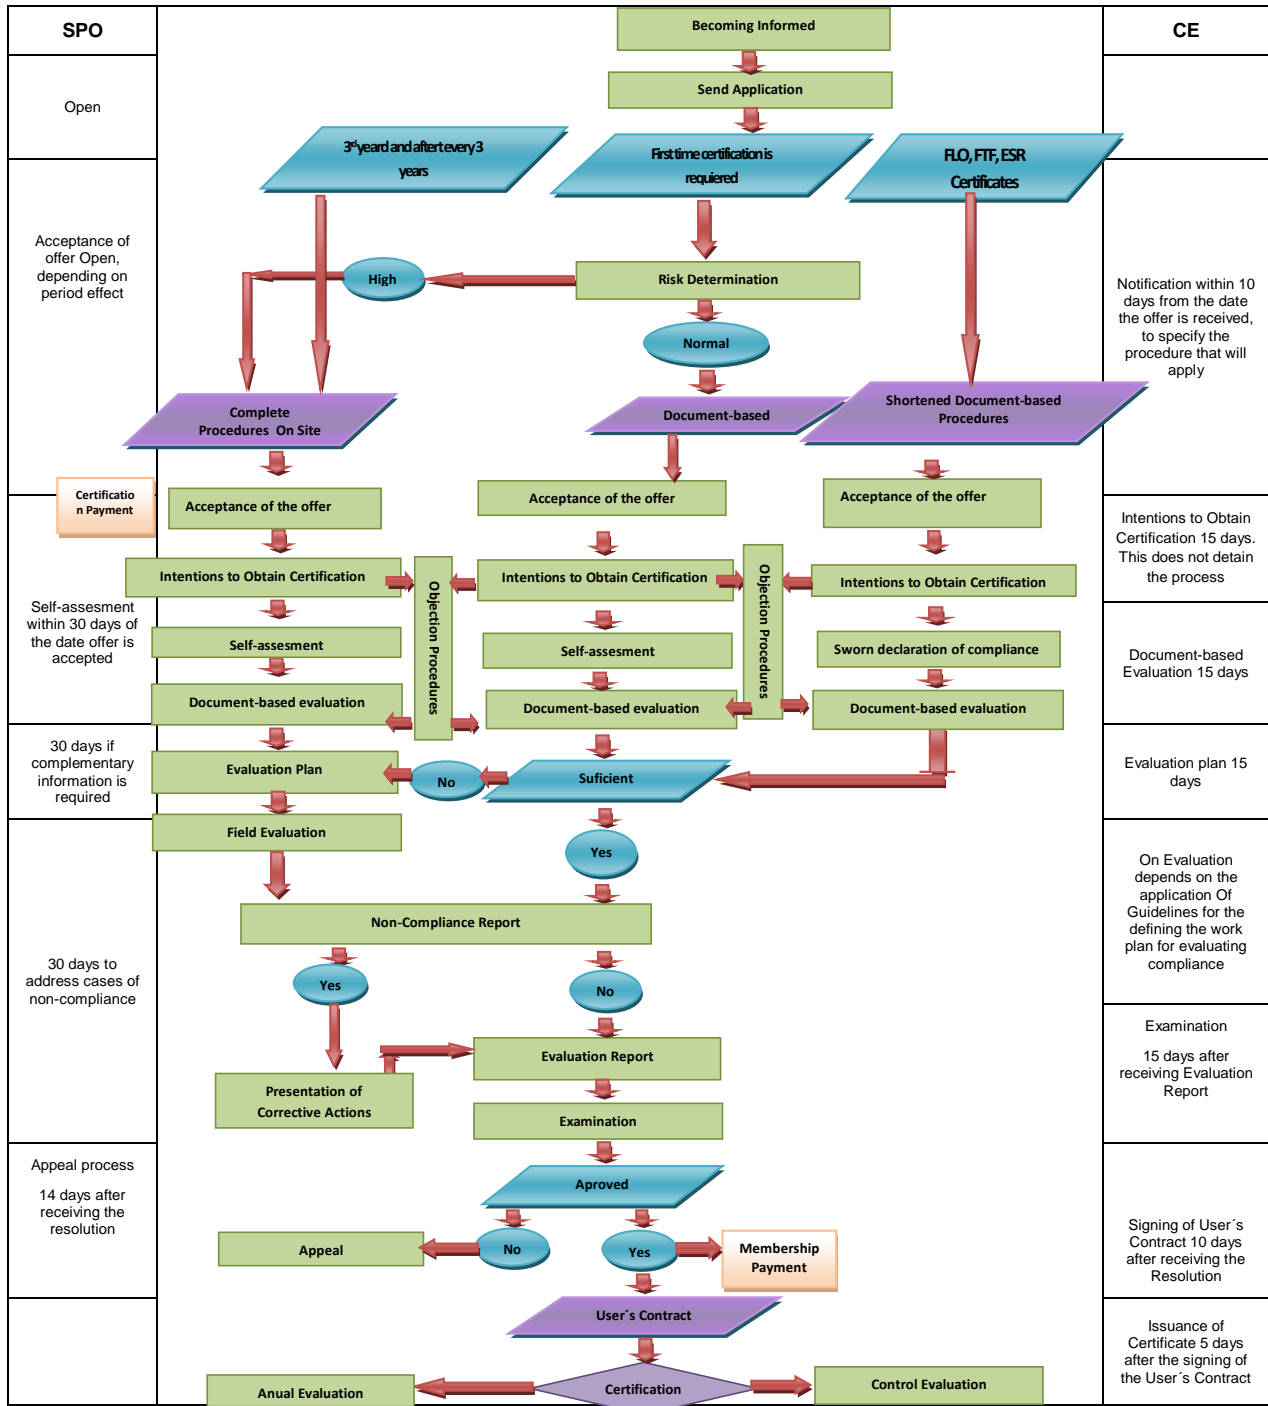 SPO
CE
Becoming Informed
Open
Send Application
3rd yeard and aftert every 3
years
First time certification is
requiered
FLO, FTF, ESR
Certificates
Acceptance of
offer Open,
depending on
period effect
High
Risk Determination
Normal
Notification within 10
days from the date
the offer is received,
to specify the
procedure that will
apply
Complete
Procedures On Site
Document-based
Shortened Document-based
Procedures
Certificatio
n Payment
Acceptance of the offer
Acceptance of the offer
Acceptance of the offer
Intentions to Obtain
Certification 15 days.
This does not detain
the process
Intentions to Obtain Certification
Objection Procedures
Intentions to Obtain Certification
Objection Procedures
Intentions to Obtain Certification
Self-assesment
within 30 days of
the date offer is
accepted
Self-assesment
Self-assesment
Sworn declaration of compliance
Document-based
Evaluation 15 days
Document-based evaluation
Document-based evaluation
Document-based evaluation
30 days if
complementary
information is
required
Evaluation Plan
No
Suficient
Evaluation plan 15
days
Field Evaluation
Yes
On Evaluation
depends on the
application Of
Guidelines for the
defining the work
plan for evaluating
compliance
Non-Compliance Report
30 days to
address cases of
non-compliance
Yes
No
Evaluation Report
Examination
15 days after
receiving Evaluation
Report
Presentation of
Corrective Actions
Examination
Appeal process
14 days after
receiving the
resolution
Aproved
Appeal
No
Yes
Membership
Payment
Signing of User´s
Contract 10 days
after receiving the
Resolution
User´s Contract
Issuance of
Certificate 5 days
after the signing of
the User´s Contract
Anual Evaluation
Certification
Control Evaluation